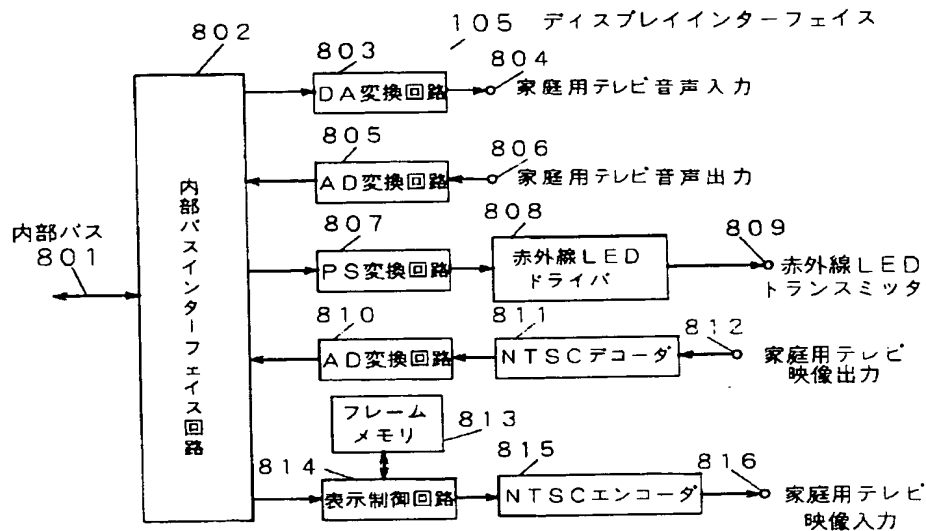 105 ディスプレイインターフェイス
802
803
804
DA変換回路
家庭用テレビ音声入力
805
806
AD変換回路
家庭用テレビ音声出力
内部バスインターフェイス回路
内部バス
801
807
808
809
PS変換回路
赤外線LED
ドライバ
赤外線LED
トランスミッタ
810
811
812
AD変換回路
NTSCデコーダ
家庭用テレビ
映像出力
フレーム
メモリ
813
814
815
816
表示制御回路
NTSCエンコーダ
家庭用テレビ
映像入力